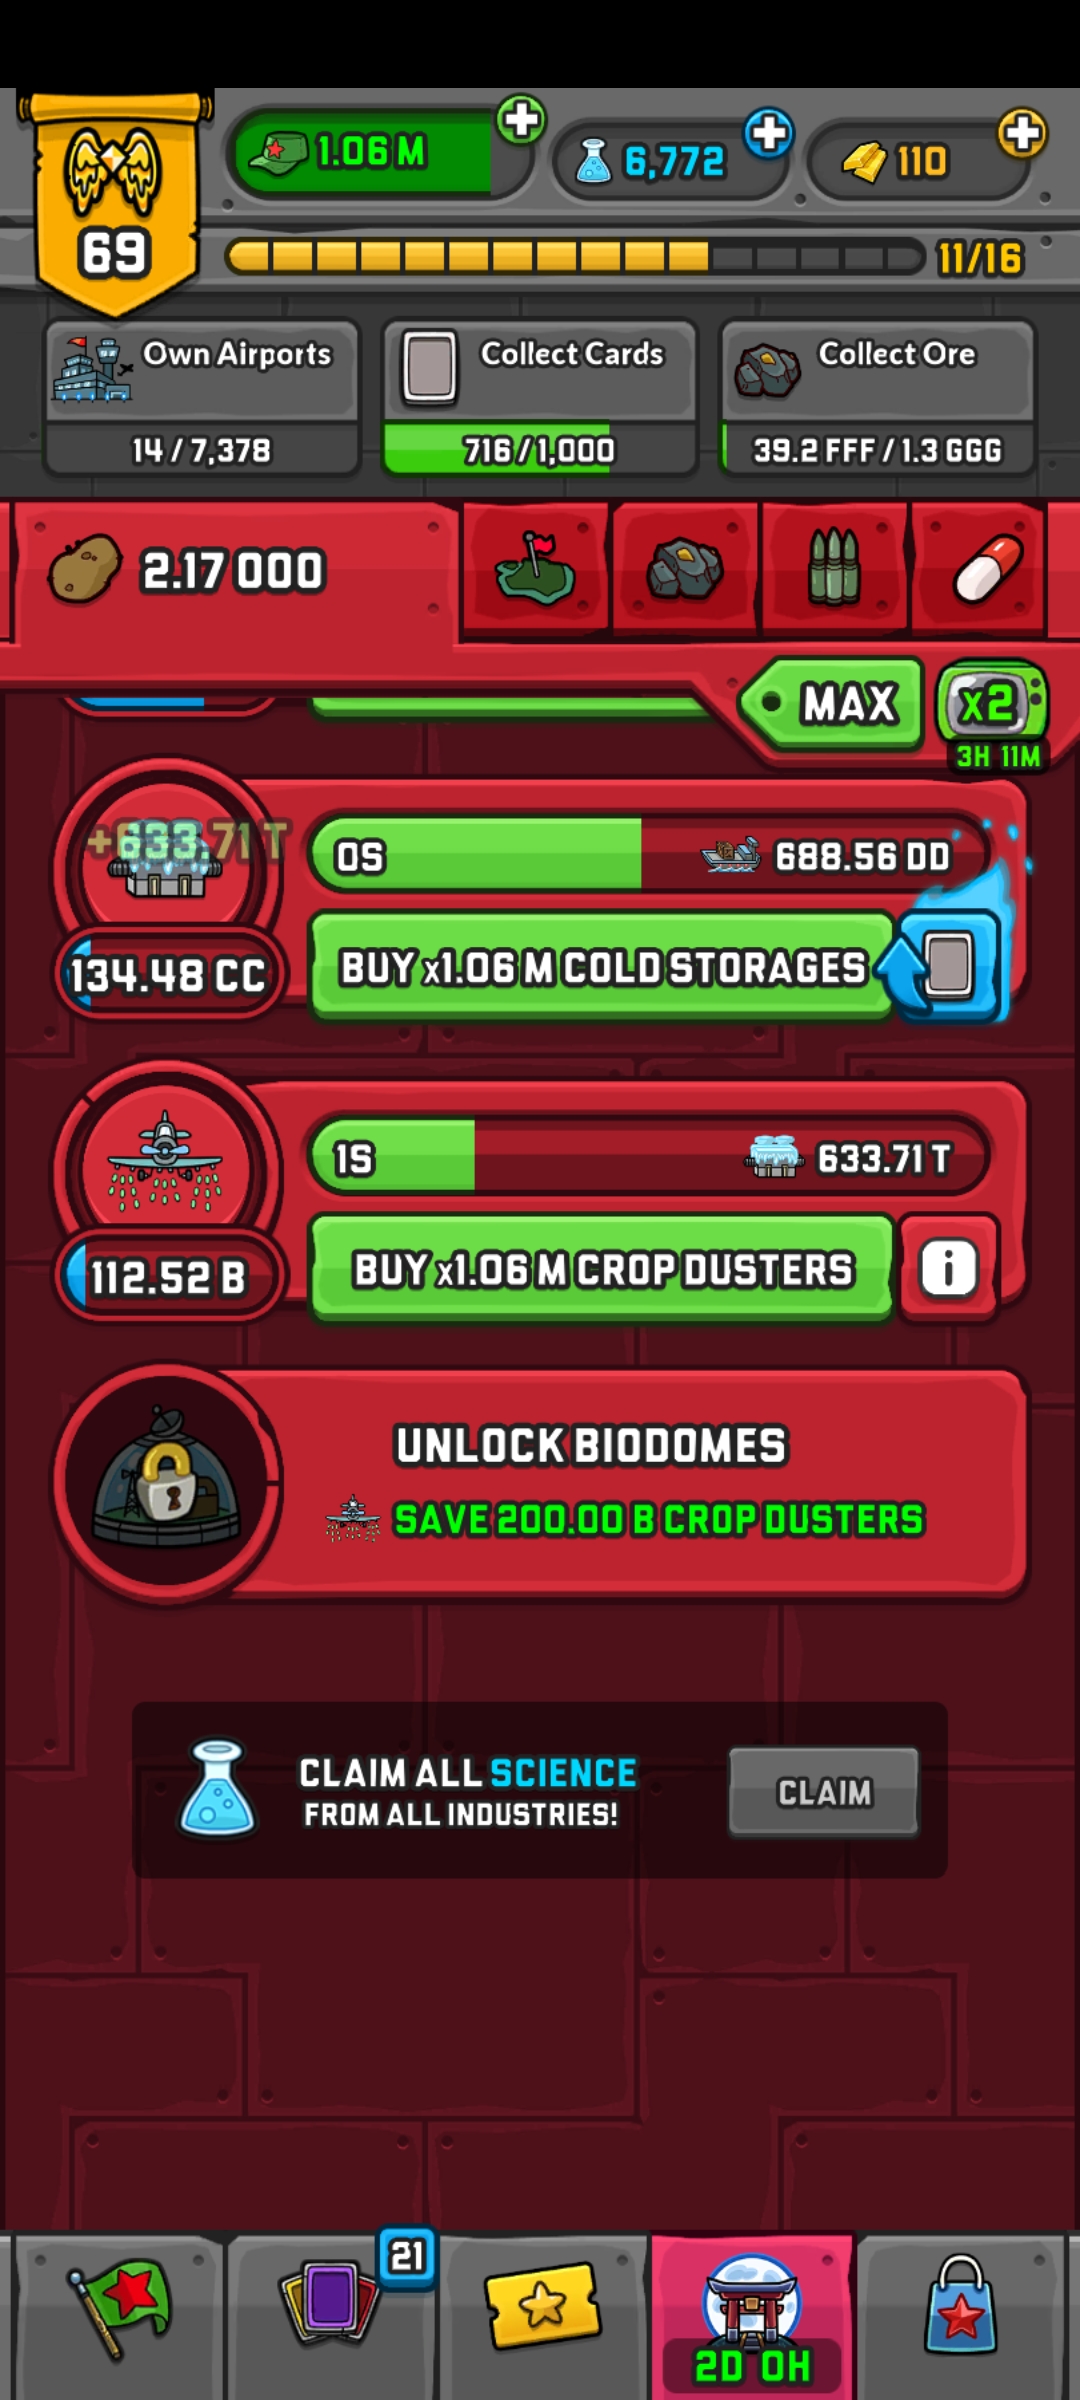 1.06 M
6,772
110
69
11/16
Own Airports
14 / 7,378
Collect Cards
716 / 1,000
Collect Ore
39.2 FFF / 1.3 GGG
2.17 OOO
MAX
x2
3H 11M
+633.71 T
0S
688.56 DD
134.48 CC
BUY x1.06 M COLD STORAGES
1S
633.71 T
112.52 B
BUY x1.06 M CROP DUSTERS
i
UNLOCK BIODOMES
SAVE 200.00 B CROP DUSTERS
CLAIM ALL SCIENCE
FROM ALL INDUSTRIES!
CLAIM
21
2D 0H